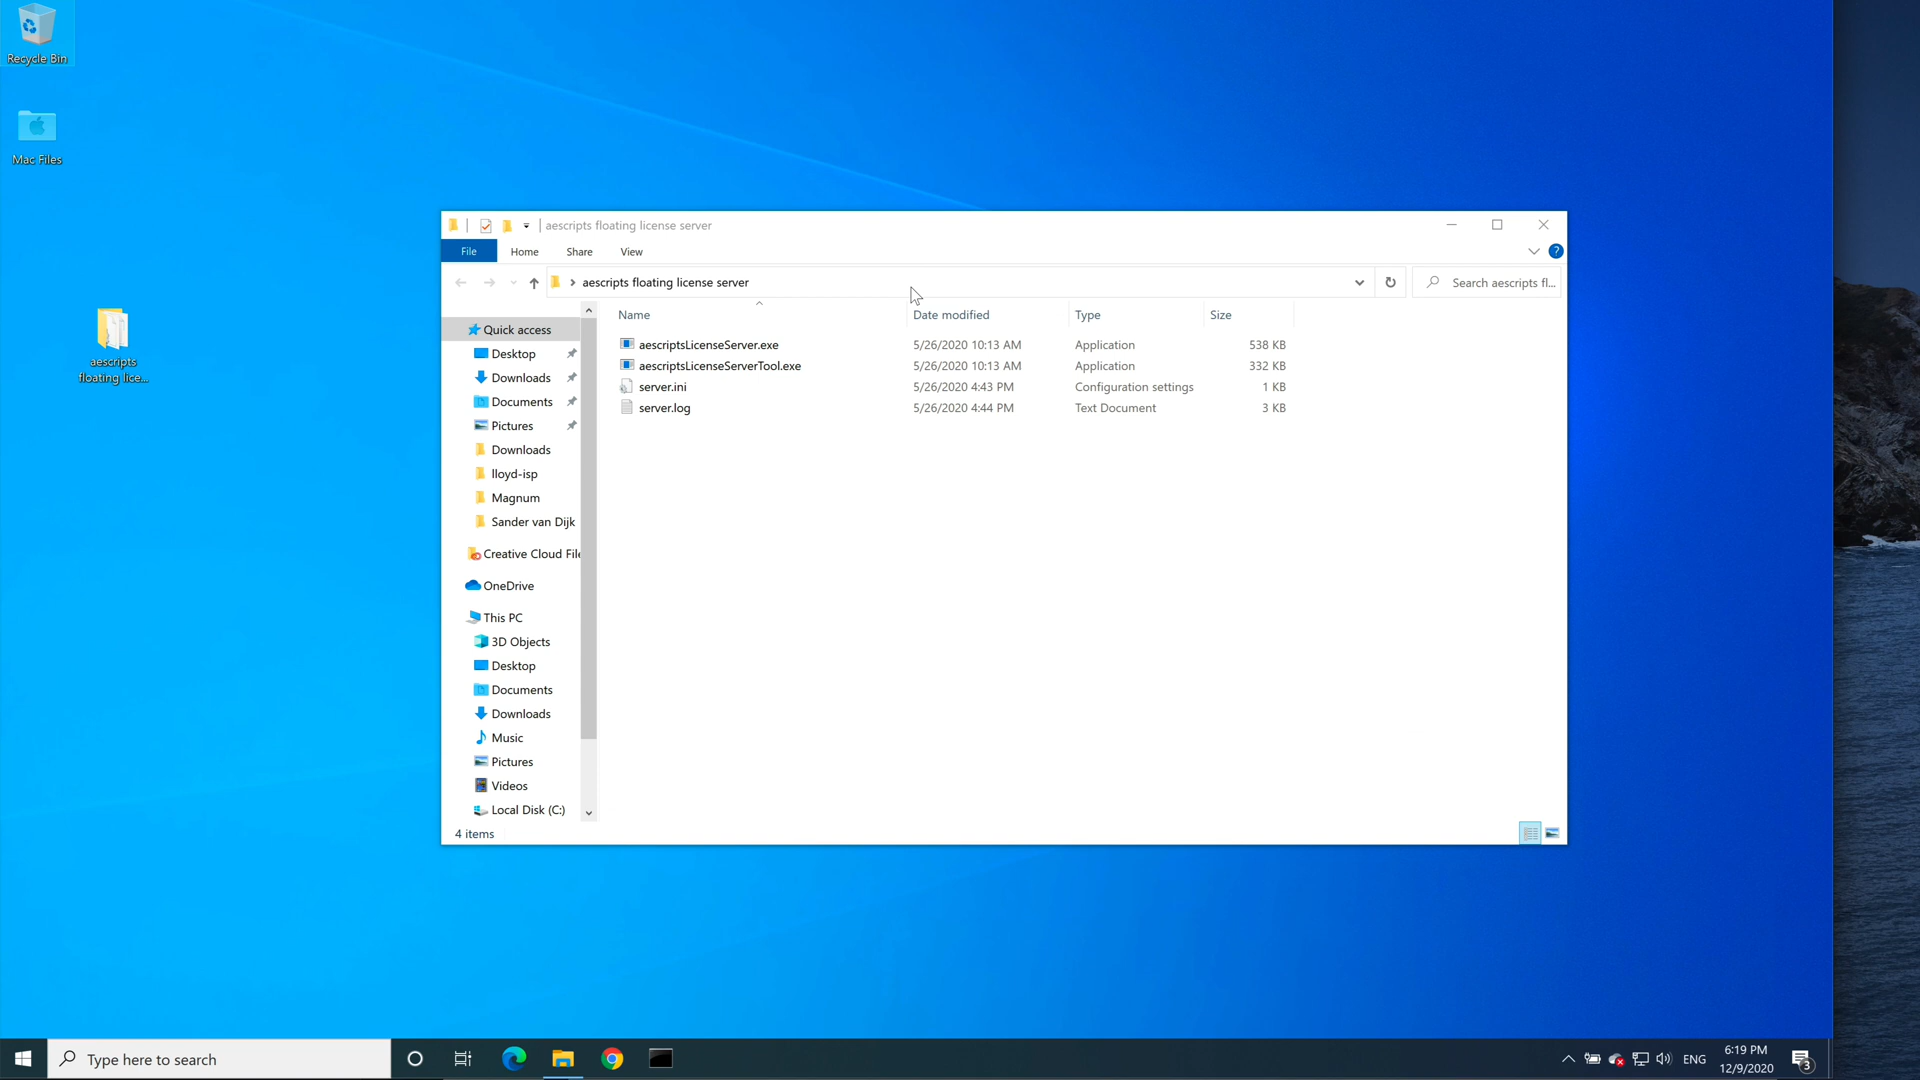 Recycle Bin
Mac Files
aescripts
floating lice...
aescripts floating license server
File Home Share View
?
aescripts floating license server
Search aescripts fl...
Name Date modified Type Size
aescriptsLicenseServer.exe 5/26/2020 10:13 AM Application 538 KB
aescriptsLicenseServerTool.exe 5/26/2020 10:13 AM Application 332 KB
server.ini 5/26/2020 4:43 PM Configuration settings 1 KB
server.log 5/26/2020 4:44 PM Text Document 3 KB
Quick access
Desktop
Downloads
Documents
Pictures
Downloads
lloyd-isp
Magnum
Sander van Dijk
Creative Cloud File
OneDrive
This PC
3D Objects
Desktop
Documents
Downloads
Music
Pictures
Videos
Local Disk (C:)
4 items
Type here to search
ENG
6:19 PM
12/9/2020
3